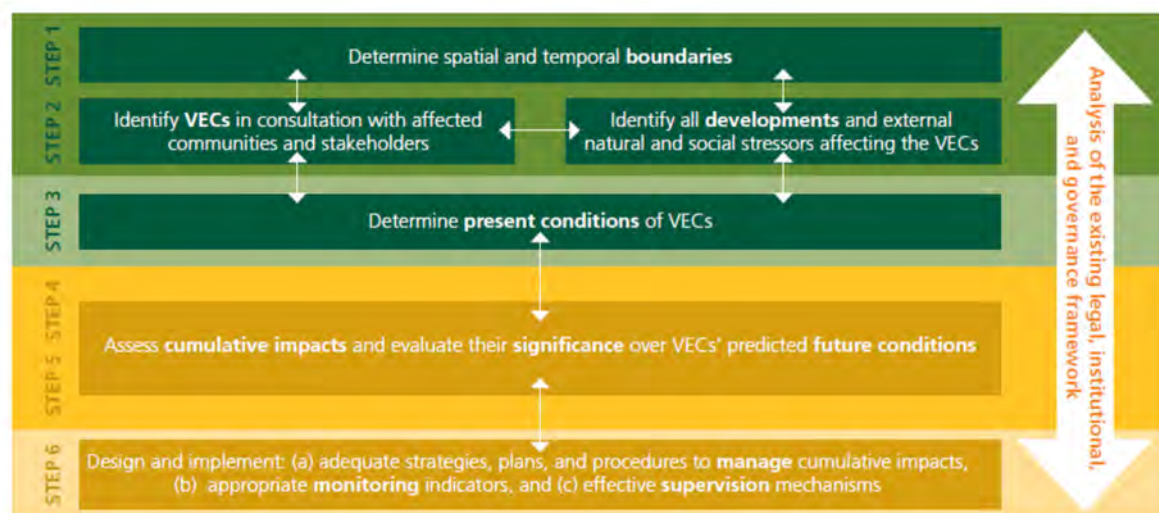 STEP 1
Determine spatial and temporal boundaries
STEP 2
Identify VECs in consultation with affected
communities and stakeholders
Identify all developments and external
natural and social stressors affecting the VECs
STEP 3
Determine present conditions of VECs
STEP 4
STEP 5
Assess cumulative impacts and evaluate their significance over VECs' predicted future conditions
STEP 6
Design and implement: (a) adequate strategies, plans, and procedures to manage cumulative impacts,
(b) appropriate monitoring indicators, and (c) effective supervision mechanisms
Analysis of the existing legal, institutional,
and governance framework